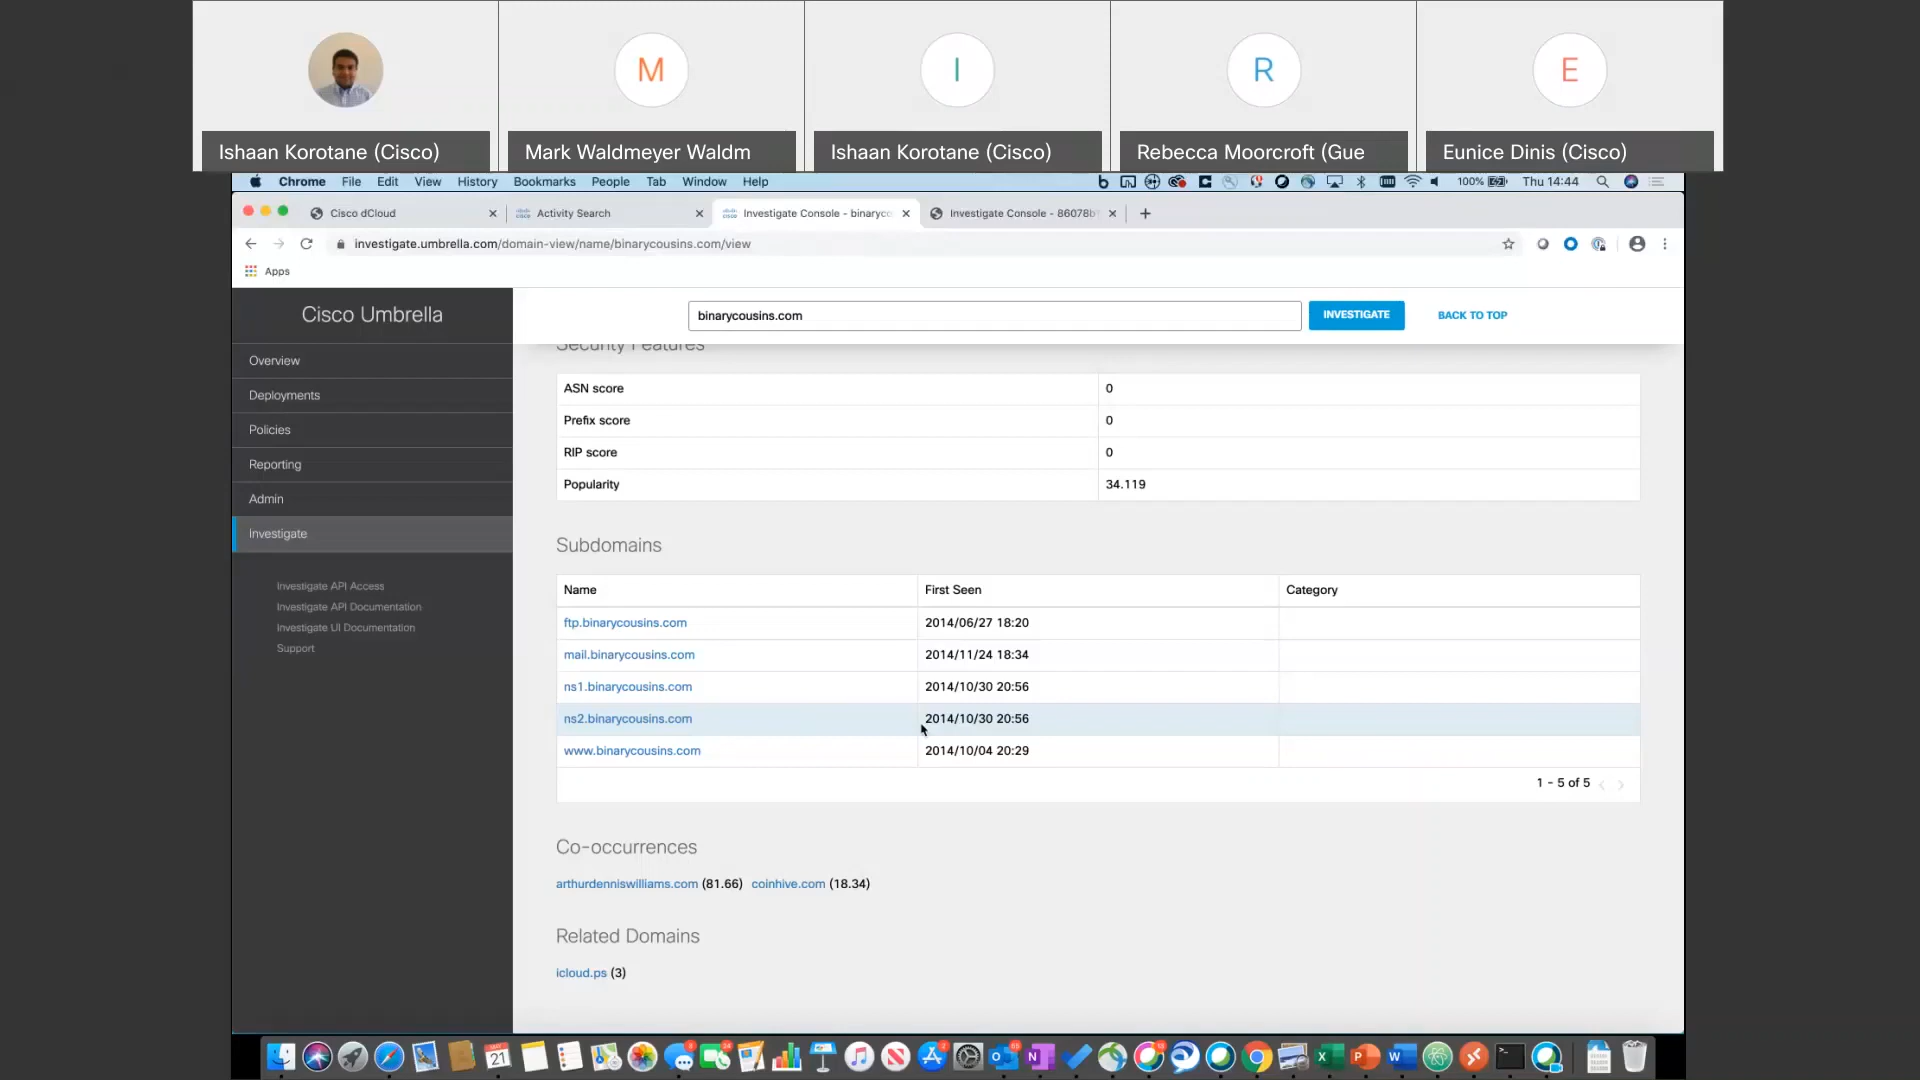 M
I
R
E
Ishaan Korotane (Cisco)
Mark Waldmeyer Waldm
Ishaan Korotane (Cisco)
Rebecca Moorcroft (Gue
Eunice Dinis (Cisco)
Chrome File Edit View History Bookmarks People Tab Window Help
100% Thu 14:44
Cisco dCloud
Activity Search
Investigate Console - binaryco
Investigate Console - 86078b
investigate.umbrella.com/domain-view/name/binarycousins.com/view
Apps
Cisco Umbrella
binarycousins.com
INVESTIGATE
BACK TO TOP
Overview
Deployments
Policies
Reporting
Admin
Investigate
Investigate API Access
Investigate API Documentation
Investigate UI Documentation
Support
Security Features
ASN score 0
Prefix score 0
RIP score 0
Popularity 34.119
Subdomains
Name First Seen Category
ftp.binarycousins.com 2014/06/27 18:20
mail.binarycousins.com 2014/11/24 18:34
ns1.binarycousins.com 2014/10/30 20:56
ns2.binarycousins.com 2014/10/30 20:56
www.binarycousins.com 2014/10/04 20:29
1 - 5 of 5
Co-occurrences
arthurdenniswilliams.com (81.66) coinhive.com (18.34)
Related Domains
icloud.ps (3)
21